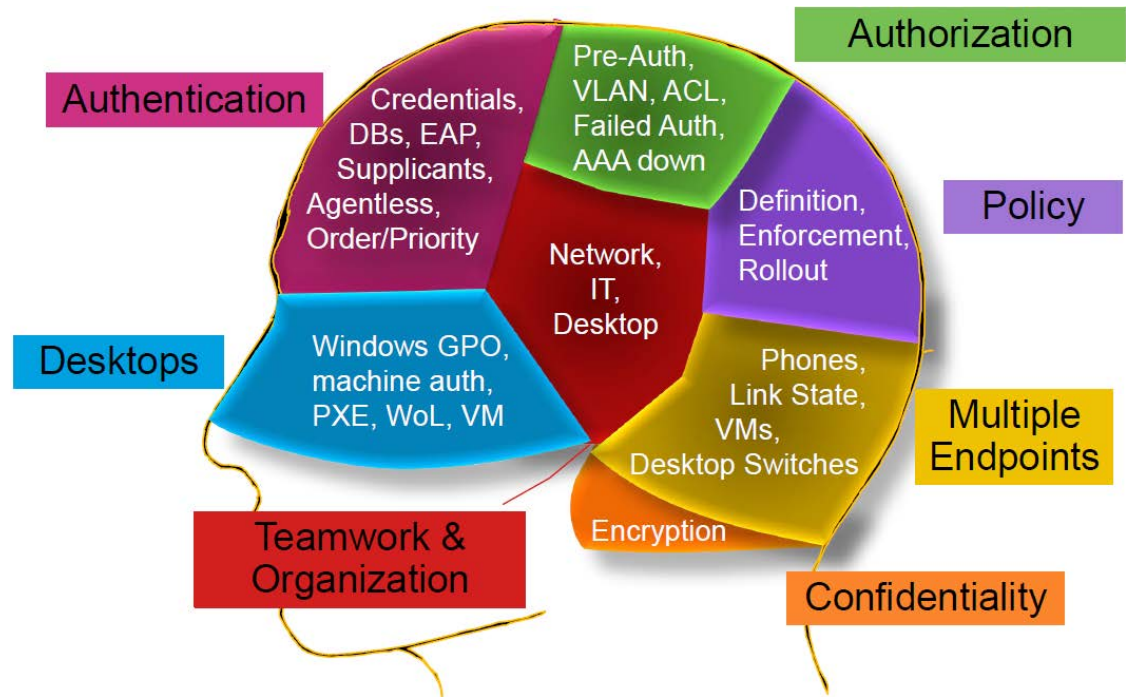 Authorization
Pre-Auth,
VLAN, ACL,
Failed Auth,
AAA down
Authentication
Credentials,
DBs, EAP,
Supplicants,
Agentless,
Order/Priority
Policy
Definition,
Enforcement,
Rollout
Network,
IT,
Desktop
Desktops
Windows GPO,
machine auth,
PXE, WoL, VM
Phones,
Link State,
VMs,
Desktop Switches
Multiple
Endpoints
Teamwork &
Organization
Encryption
Confidentiality